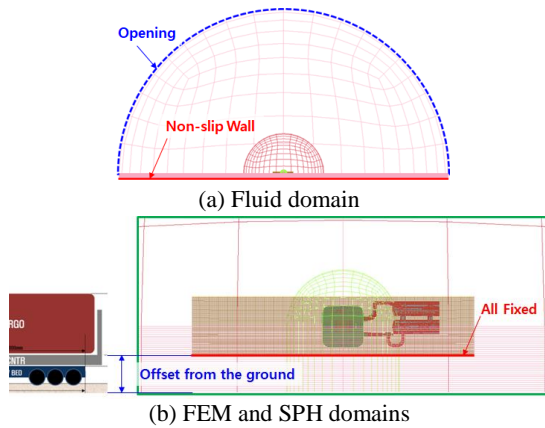 Opening
Non-slip Wall
(a) Fluid domain
RGO
CNTR
BED
All Fixed
Offset from the ground
(b) FEM and SPH domains